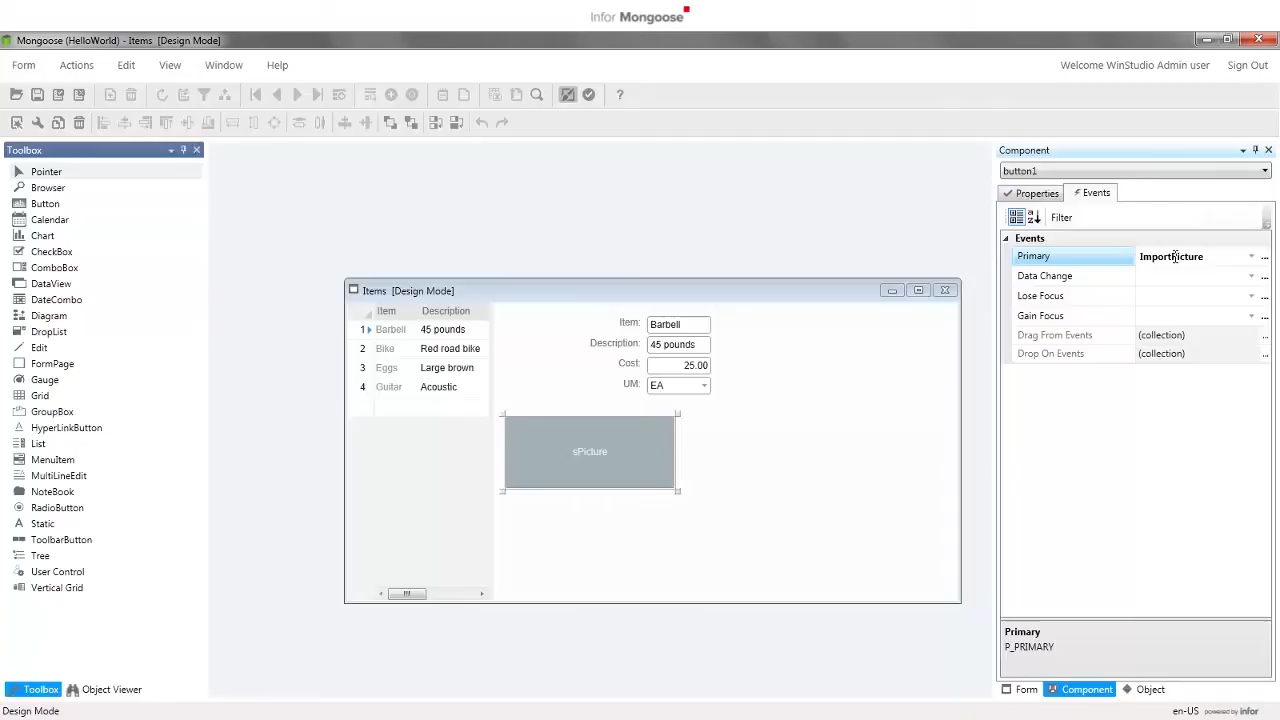 Infor Mongoose
Mongoose (HelloWorld) - Items [Design Mode]
Form Actions Edit View Window Help
Welcome WinStudio Admin user Sign Out
Toolbox
Pointer
Browser
Button
Calendar
Chart
CheckBox
ComboBox
DataView
DateCombo
Diagram
DropList
Edit
FormPage
Gauge
Grid
GroupBox
HyperLinkButton
List
MenuItem
MultiLineEdit
NoteBook
RadioButton
Static
ToolbarButton
Tree
User Control
Vertical Grid
Toolbox Object Viewer
Items [Design Mode]
Item Description
1 Barbell 45 pounds
2 Bike Red road bike
3 Eggs Large brown
4 Guitar Acoustic
Item: Barbell
Description: 45 pounds
Cost: 25.00
UM: EA
sPicture
Component
button1
Properties Events
Filter
Events
Primary ImportPicture ...
Data Change ...
Lose Focus ...
Gain Focus ...
Drag From Events (collection) ...
Drop On Events (collection) ...
Primary
P_PRIMARY
Form Component Object
Design Mode
en-US powered by infor